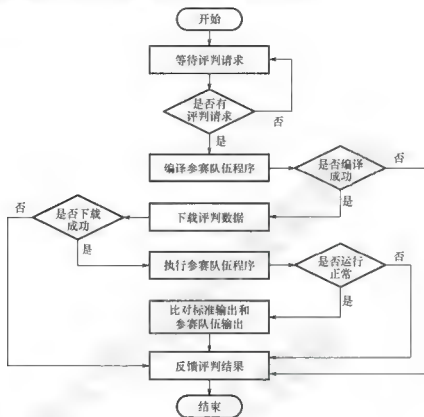 开始
等待评判请求
是否有
评判请求
否
是
编译参赛队伍程序
是否编译
成功
否
是
下载评判数据
是否下载
成功
否
是
执行参赛队伍程序
是否运行
正常
否
是
比对标准输出和
参赛队伍输出
反馈评判结果
结束